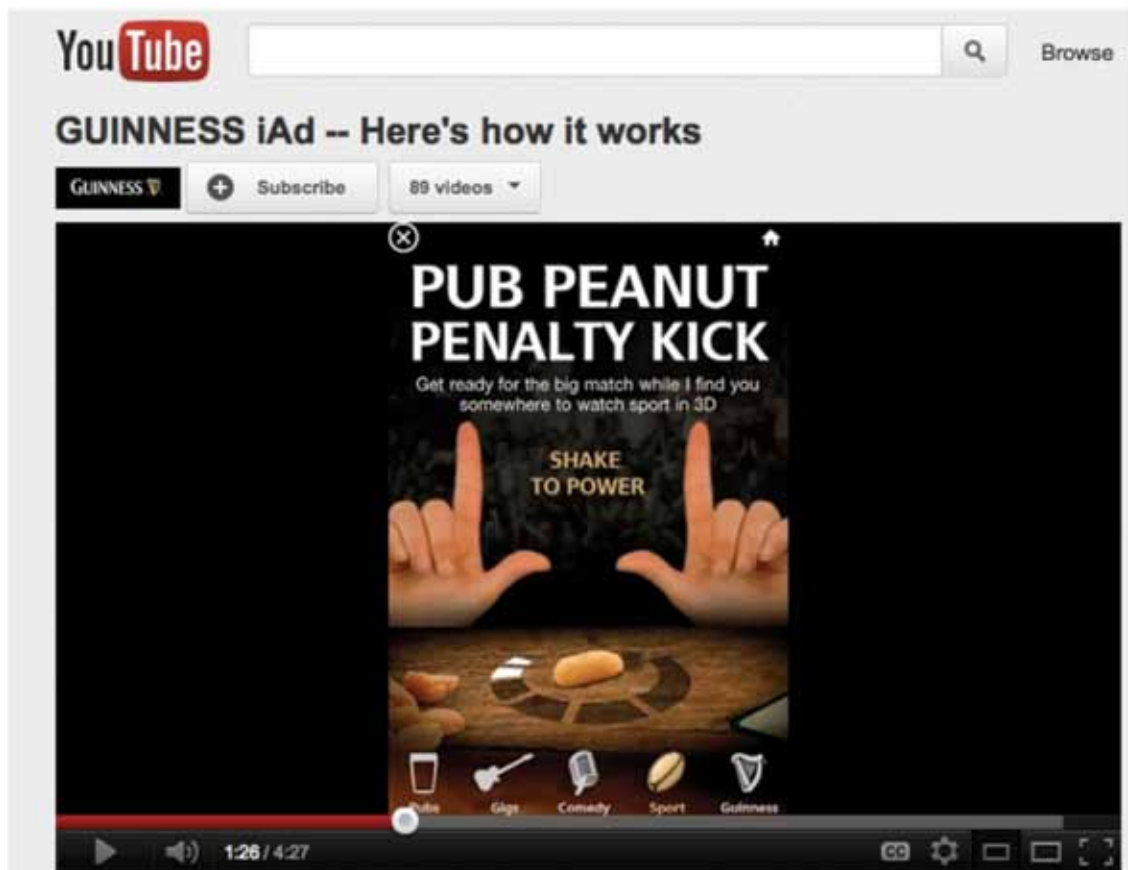 YouTube
Browse
GUINNESS iAd -- Here's how it works
GUINNESS
Subscribe
89 videos
PUB PEANUT
PENALTY KICK
Get ready for the big match while I find you
somewhere to watch sport in 3D
SHAKE
TO POWER
Pubs Gigs Comedy Sport Guinness
1:26 / 4:27
CC